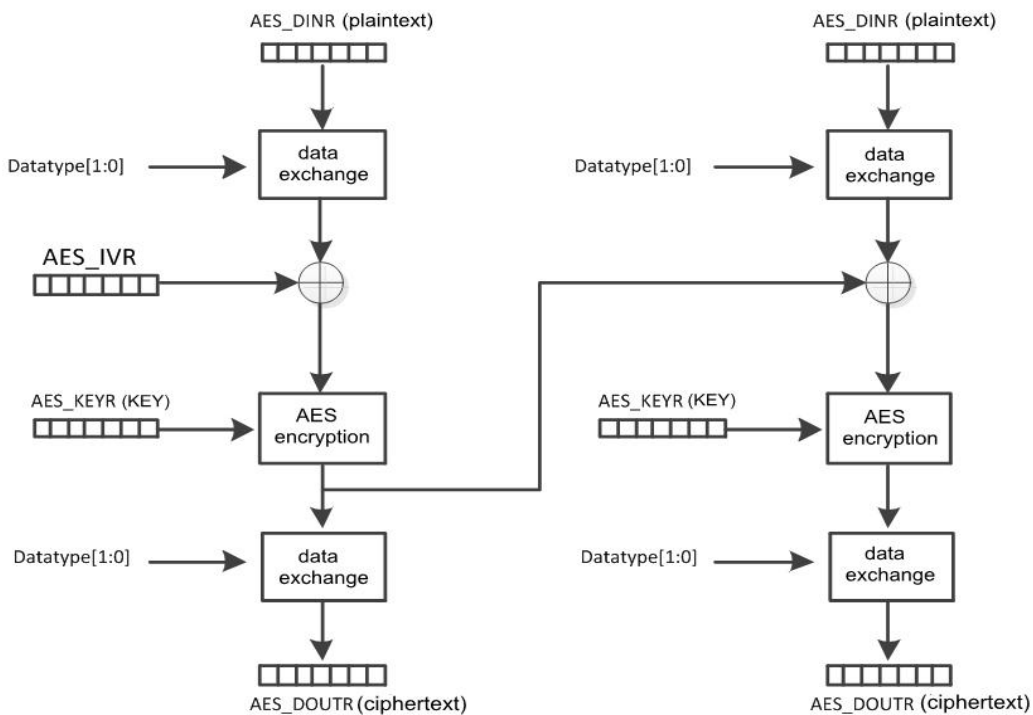 AES_DINR (plaintext)
AES_DINR (plaintext)
Datatype[1:0]
data
exchange
Datatype[1:0]
data
exchange
AES_IVR
AES_KEYR (KEY)
AES
encryption
AES_KEYR (KEY)
AES
encryption
Datatype[1:0]
data
exchange
Datatype[1:0]
data
exchange
AES_DOUTR (ciphertext)
AES_DOUTR (ciphertext)